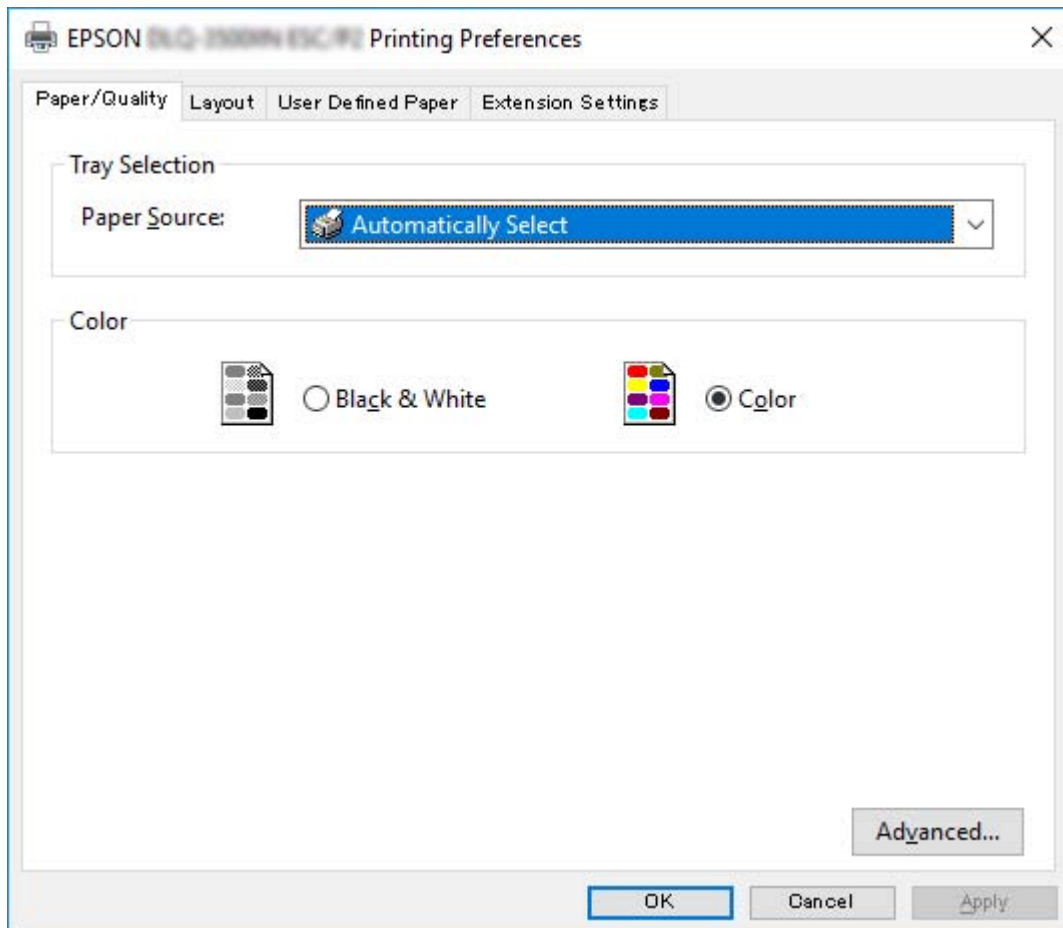 EPSON Printing Preferences
Paper/Quality Layout User Defined Paper Extension Settings
Tray Selection
Paper Source: Automatically Select
Color
Black & White Color
Advanced...
OK Cancel Apply